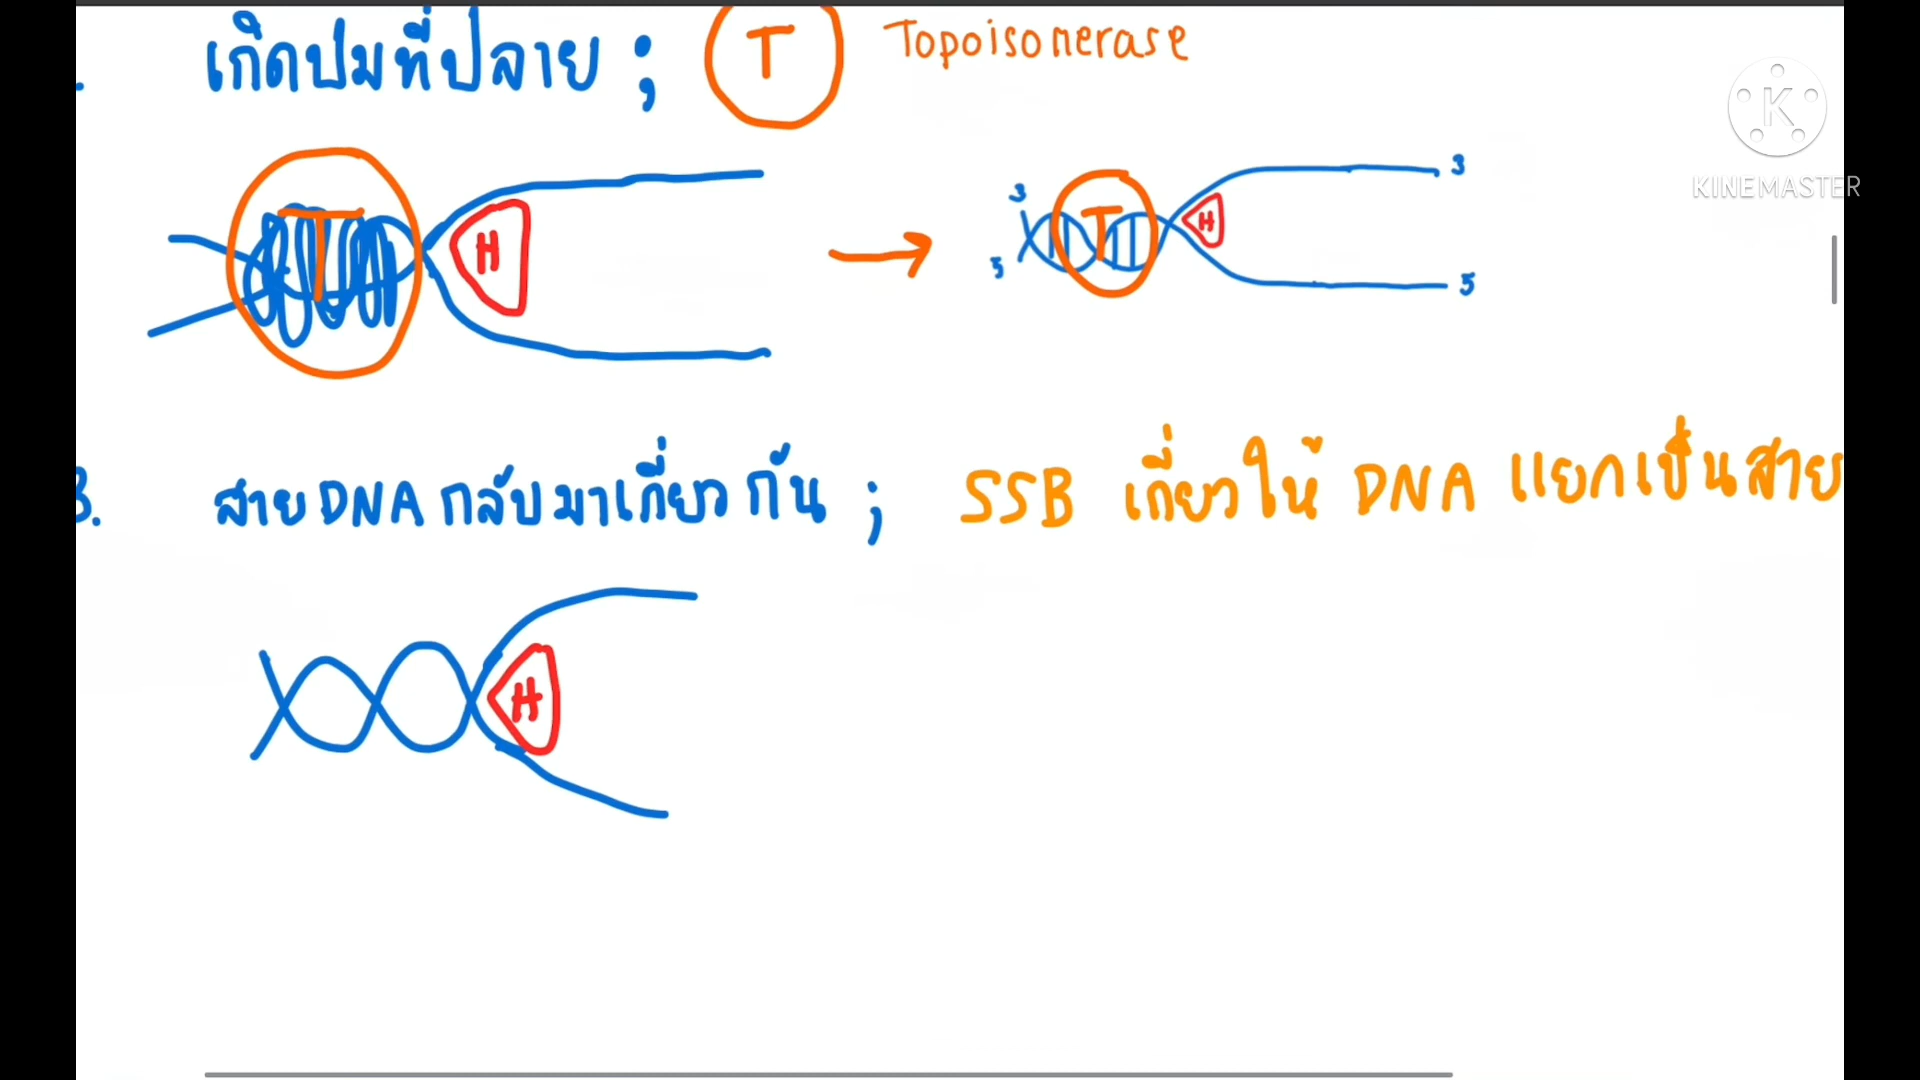 เกิดปมที่ปลาย ; T Topoisomerase
K
KINEMASTER
T H
3 5 T H 3 5
3. สาย DNA กลับมาเกี่ยวกัน ; SSB เกี่ยวให้ DNA แยกเป็นสาย
H